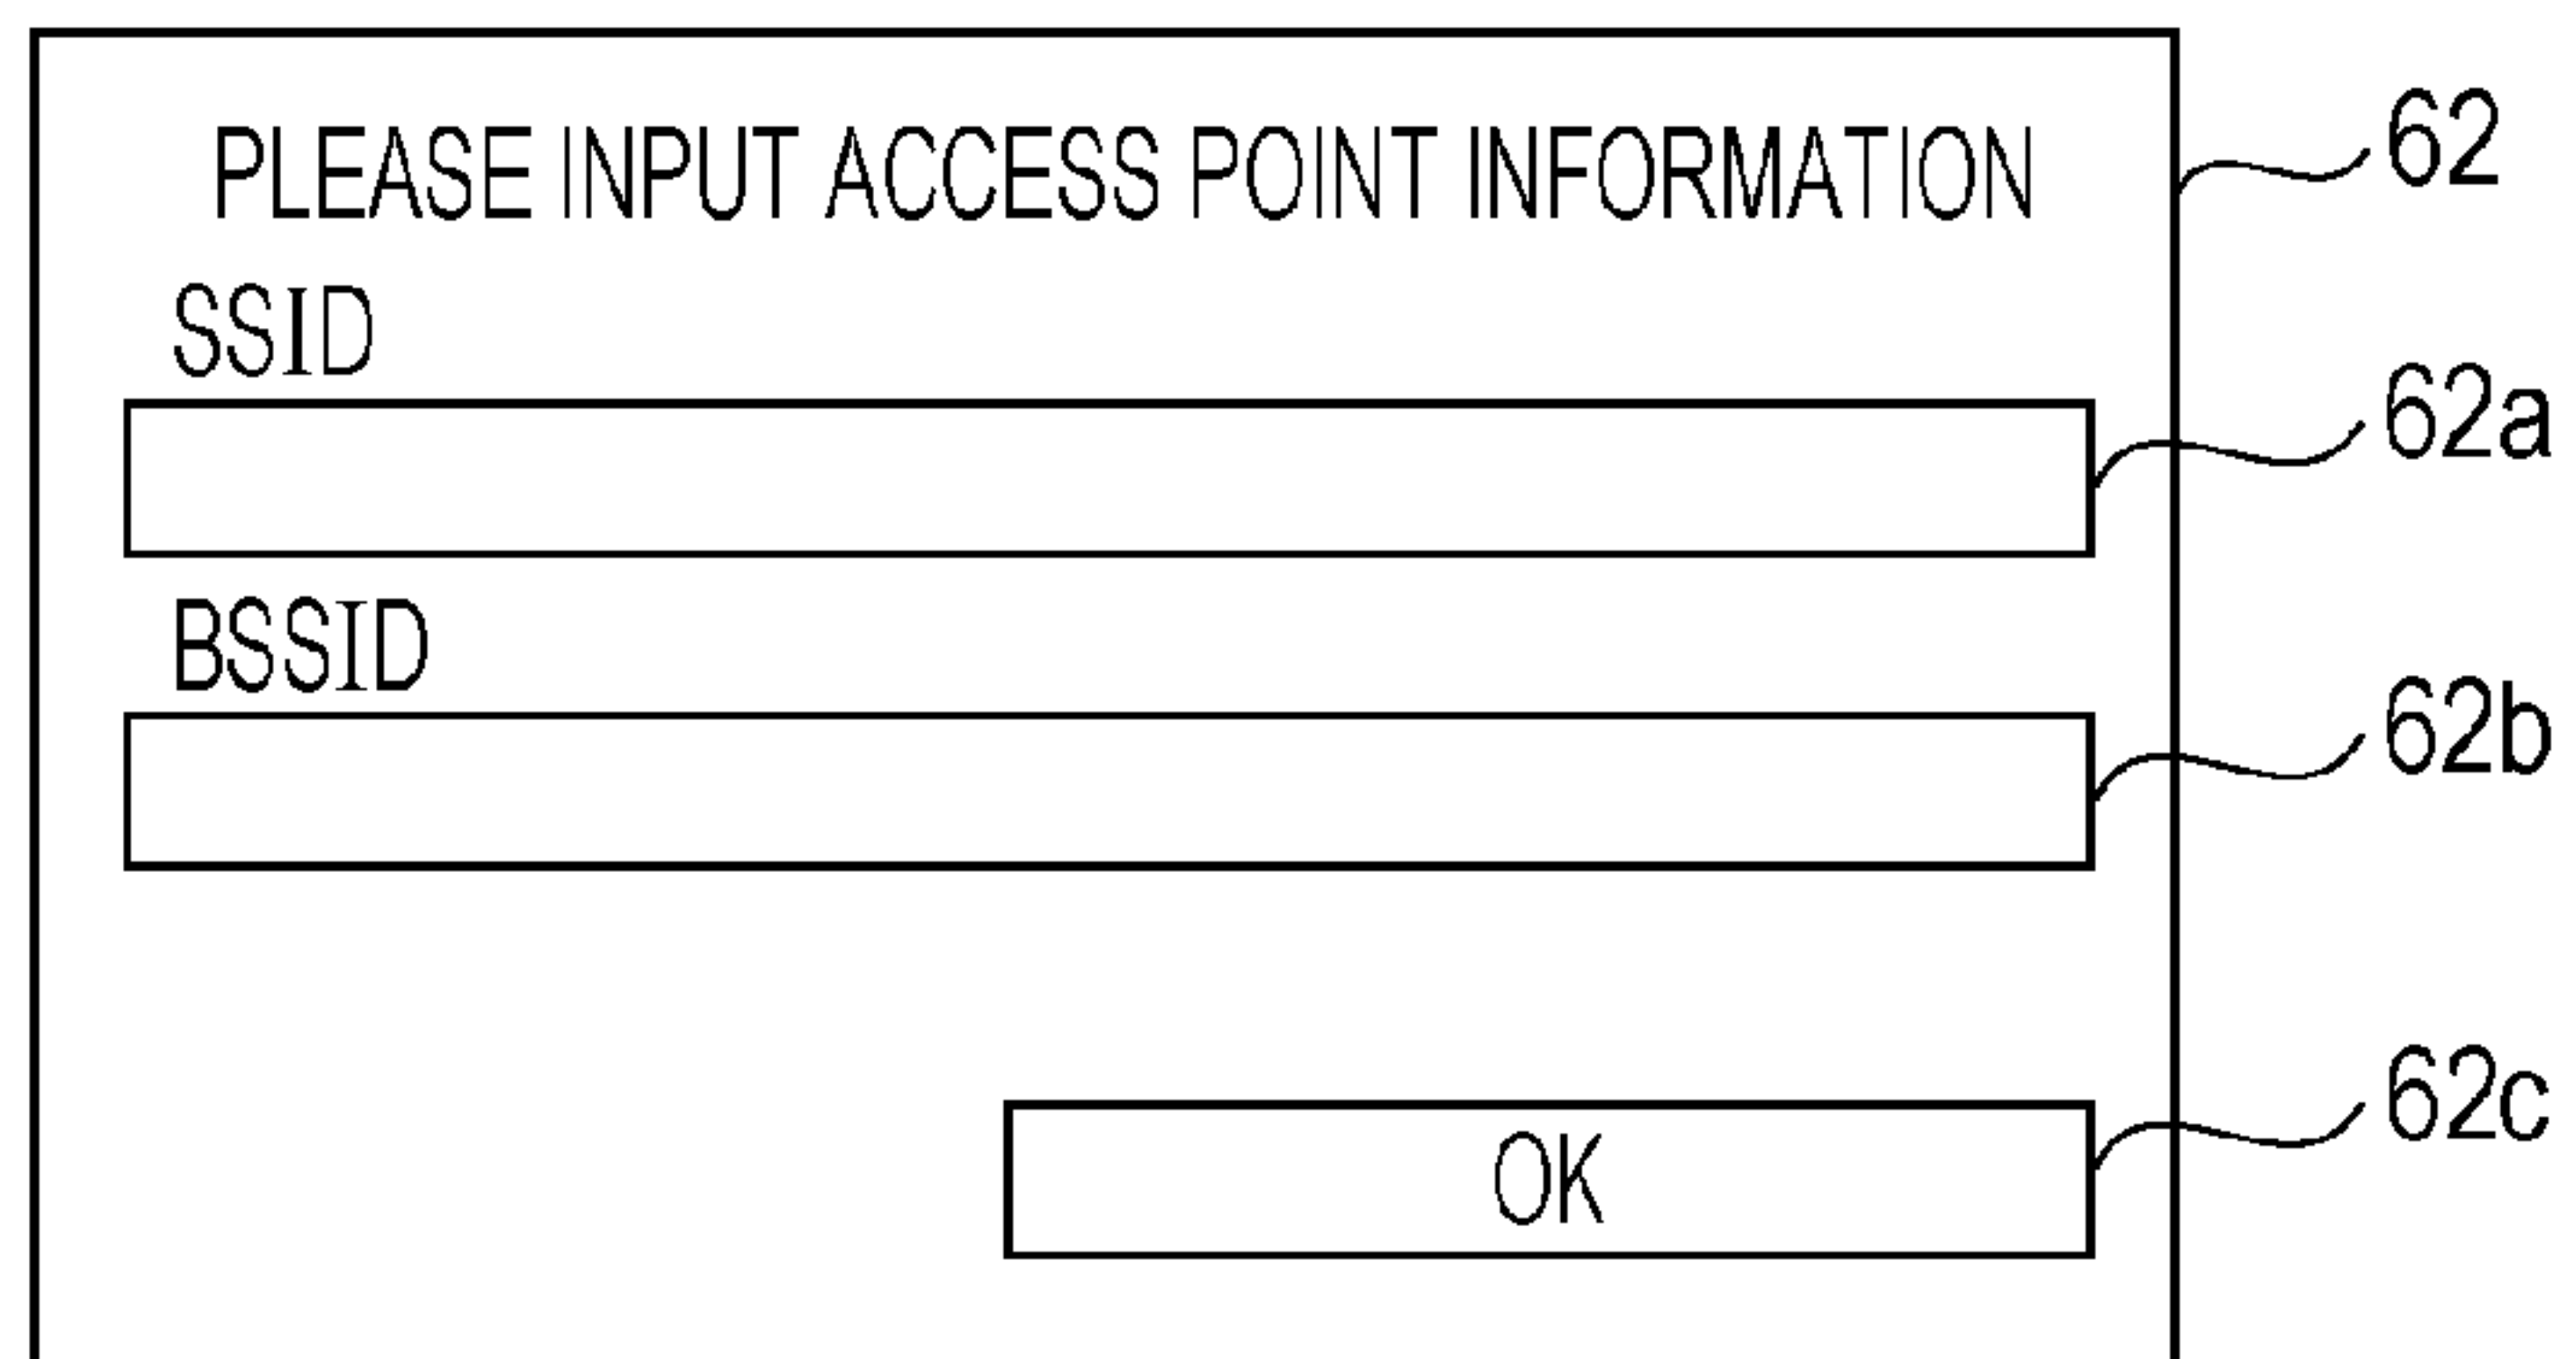 PLEASE INPUT ACCESS POINT INFORMATION
62
SSID
62a
BSSID
62b
OK
62c